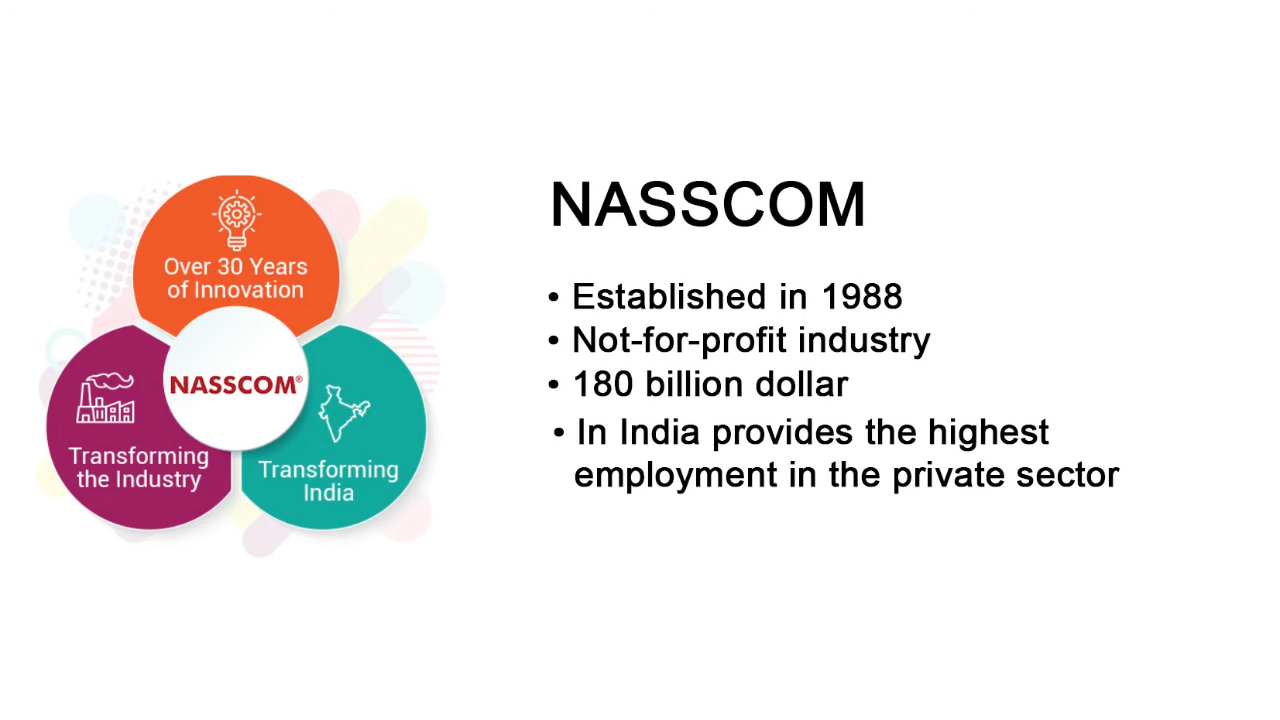 Over 30 Years
of Innovation
NASSCOM®
Transforming
the Industry
Transforming
India
NASSCOM
• Established in 1988
• Not-for-profit industry
• 180 billion dollar
• In India provides the highest
employment in the private sector